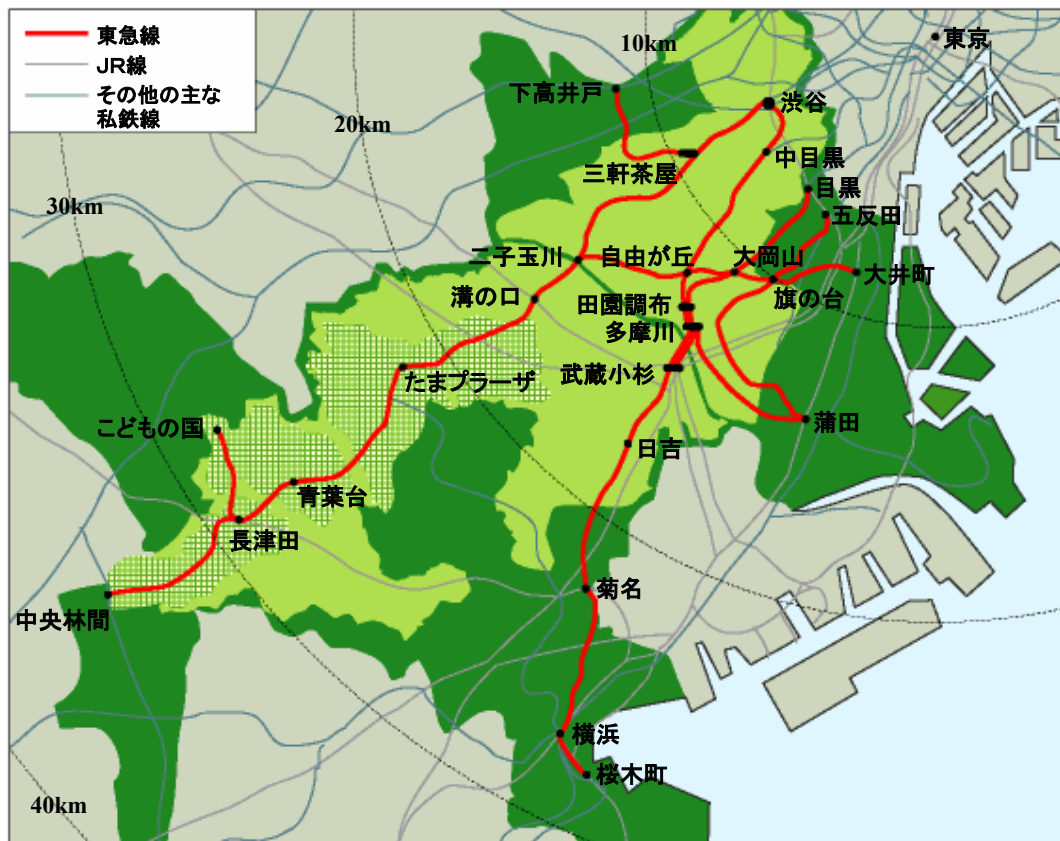 東急線
JR線
その他の主な
私鉄線
10km
東京
下高井戸
渋谷
20km
中目黒
三軒茶屋
目黒
30km
五反田
二子玉川
自由が丘
大岡山
大井町
溝の口
田園調布
旗の台
多摩川
武蔵小杉
たまプラーザ
蒲田
こどもの国
日吉
青葉台
長津田
菊名
中央林間
横浜
桜木町
40km